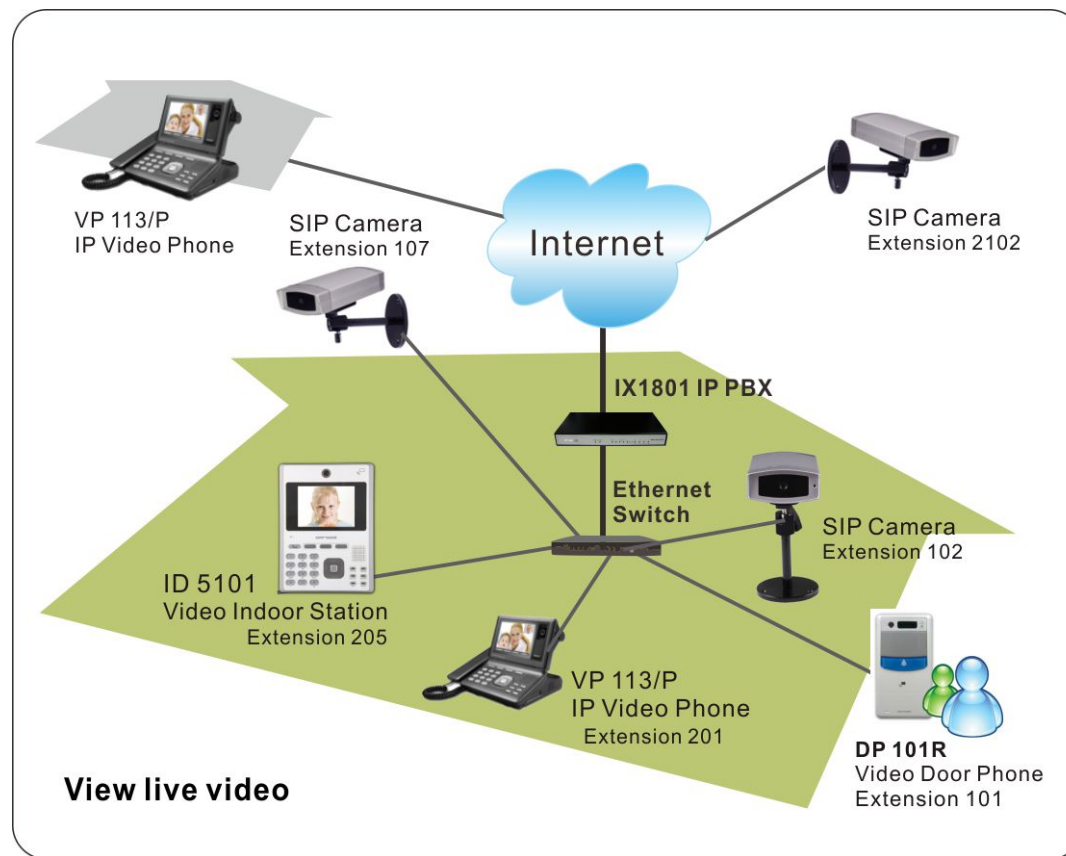 VP 113/P
IP Video Phone
SIP Camera
Extension 107
Internet
SIP Camera
Extension 2102
IX1801 IP PBX
Ethernet
Switch
SIP Camera
Extension 102
ID 5101
Video Indoor Station
Extension 205
VP 113/P
IP Video Phone
Extension 201
DP 101R
Video Door Phone
Extension 101
View live video